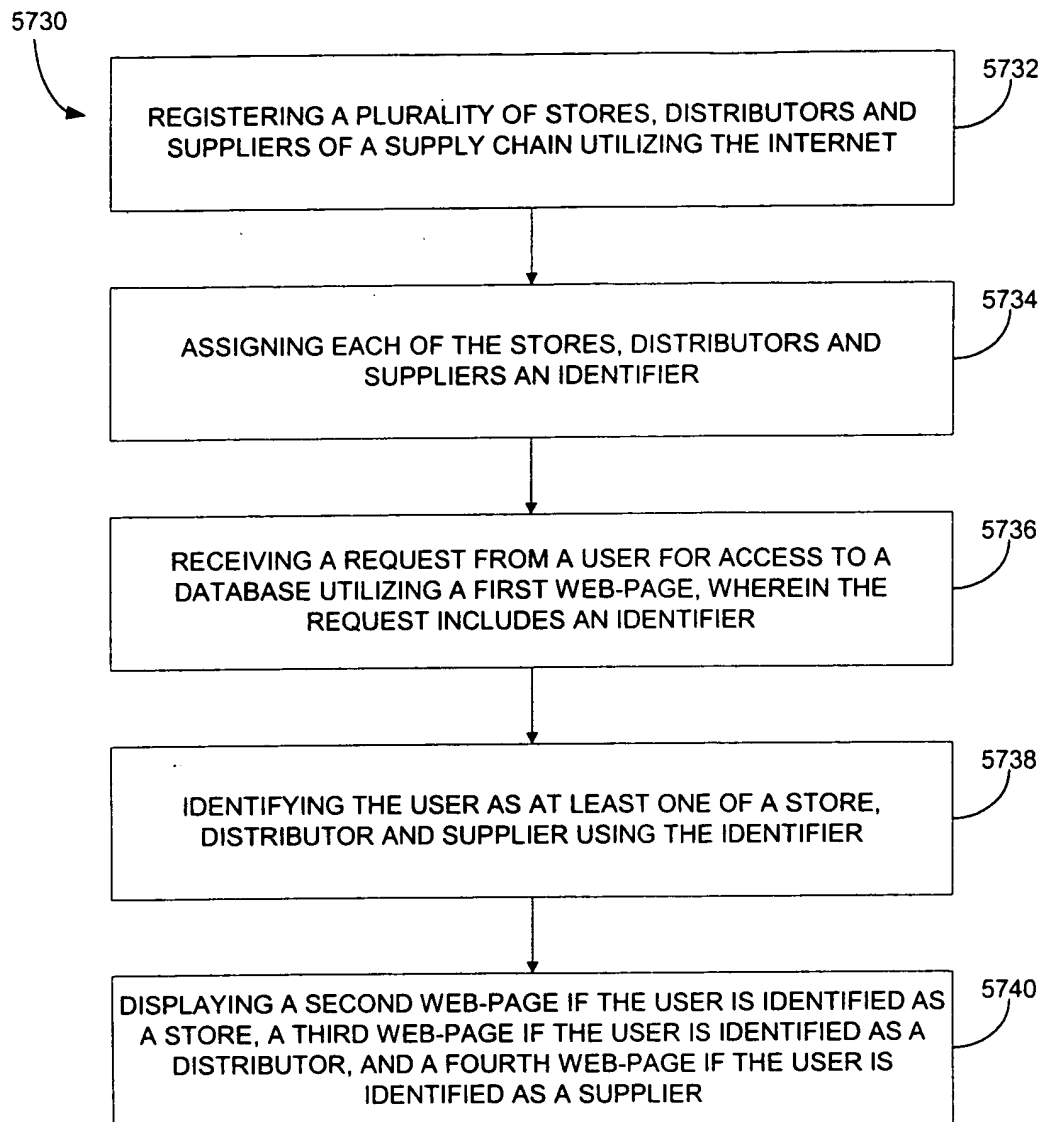 5730
5732
REGISTERING A PLURALITY OF STORES, DISTRIBUTORS AND
SUPPLIERS OF A SUPPLY CHAIN UTILIZING THE INTERNET
5734
ASSIGNING EACH OF THE STORES, DISTRIBUTORS AND
SUPPLIERS AN IDENTIFIER
5736
RECEIVING A REQUEST FROM A USER FOR ACCESS TO A
DATABASE UTILIZING A FIRST WEB-PAGE, WHEREIN THE
REQUEST INCLUDES AN IDENTIFIER
5738
IDENTIFYING THE USER AS AT LEAST ONE OF A STORE,
DISTRIBUTOR AND SUPPLIER USING THE IDENTIFIER
5740
DISPLAYING A SECOND WEB-PAGE IF THE USER IS IDENTIFIED AS
A STORE, A THIRD WEB-PAGE IF THE USER IS IDENTIFIED AS A
DISTRIBUTOR, AND A FOURTH WEB-PAGE IF THE USER IS
IDENTIFIED AS A SUPPLIER